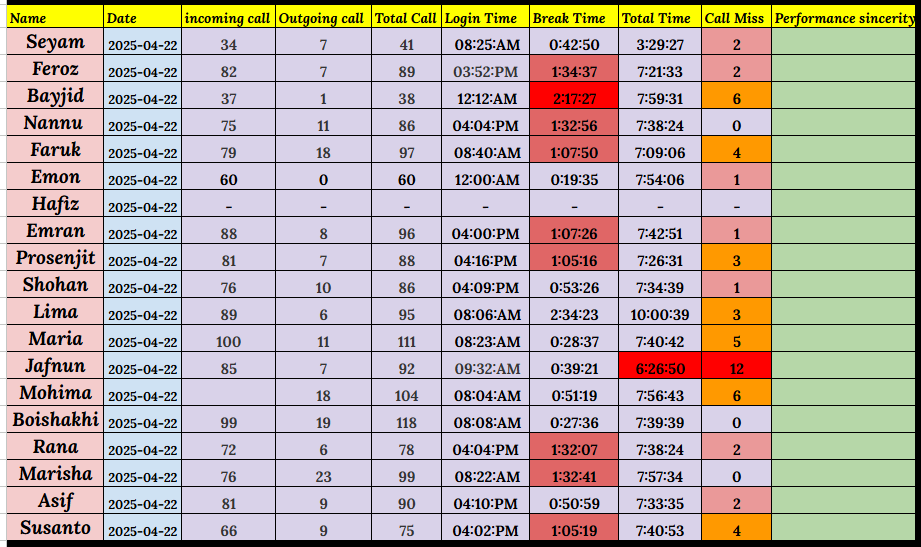 Name Date incoming call Outgoing call Total Call Login Time Break Time Total Time Call Miss Performance sincerity
Seyam 2025-04-22 34 7 41 08:25:AM 0:42:50 3:29:27 2
Feroz 2025-04-22 82 7 89 03:52:PM 1:34:37 7:21:33 2
Bayjid 2025-04-22 37 1 38 12:12:AM 2:17:27 7:59:31 6
Nannu 2025-04-22 75 11 86 04:04:PM 1:32:56 7:38:24 0
Faruk 2025-04-22 79 18 97 08:40:AM 1:07:50 7:09:06 4
Emon 2025-04-22 60 0 60 12:00:AM 0:19:35 7:54:06 1
Hafiz 2025-04-22 - - - - - - -
Emran 2025-04-22 88 8 96 04:00:PM 1:07:26 7:42:51 1
Prosenjit 2025-04-22 81 7 88 04:16:PM 1:05:16 7:26:31 3
Shohan 2025-04-22 76 10 86 04:09:PM 0:53:26 7:34:39 1
Lima 2025-04-22 89 6 95 08:06:AM 2:34:23 10:00:39 3
Maria 2025-04-22 100 11 111 08:23:AM 0:28:37 7:40:42 5
Jafnun 2025-04-22 85 7 92 09:32:AM 0:39:21 6:26:50 12
Mohima 2025-04-22 18 104 08:04:AM 0:51:19 7:56:43 6
Boishakhi 2025-04-22 99 19 118 08:08:AM 0:27:36 7:39:39 0
Rana 2025-04-22 72 6 78 04:04:PM 1:32:07 7:38:24 2
Marisha 2025-04-22 76 23 99 08:22:AM 1:32:41 7:57:34 0
Asif 2025-04-22 81 9 90 04:10:PM 0:50:59 7:33:35 2
Susanto 2025-04-22 66 9 75 04:02:PM 1:05:19 7:40:53 4